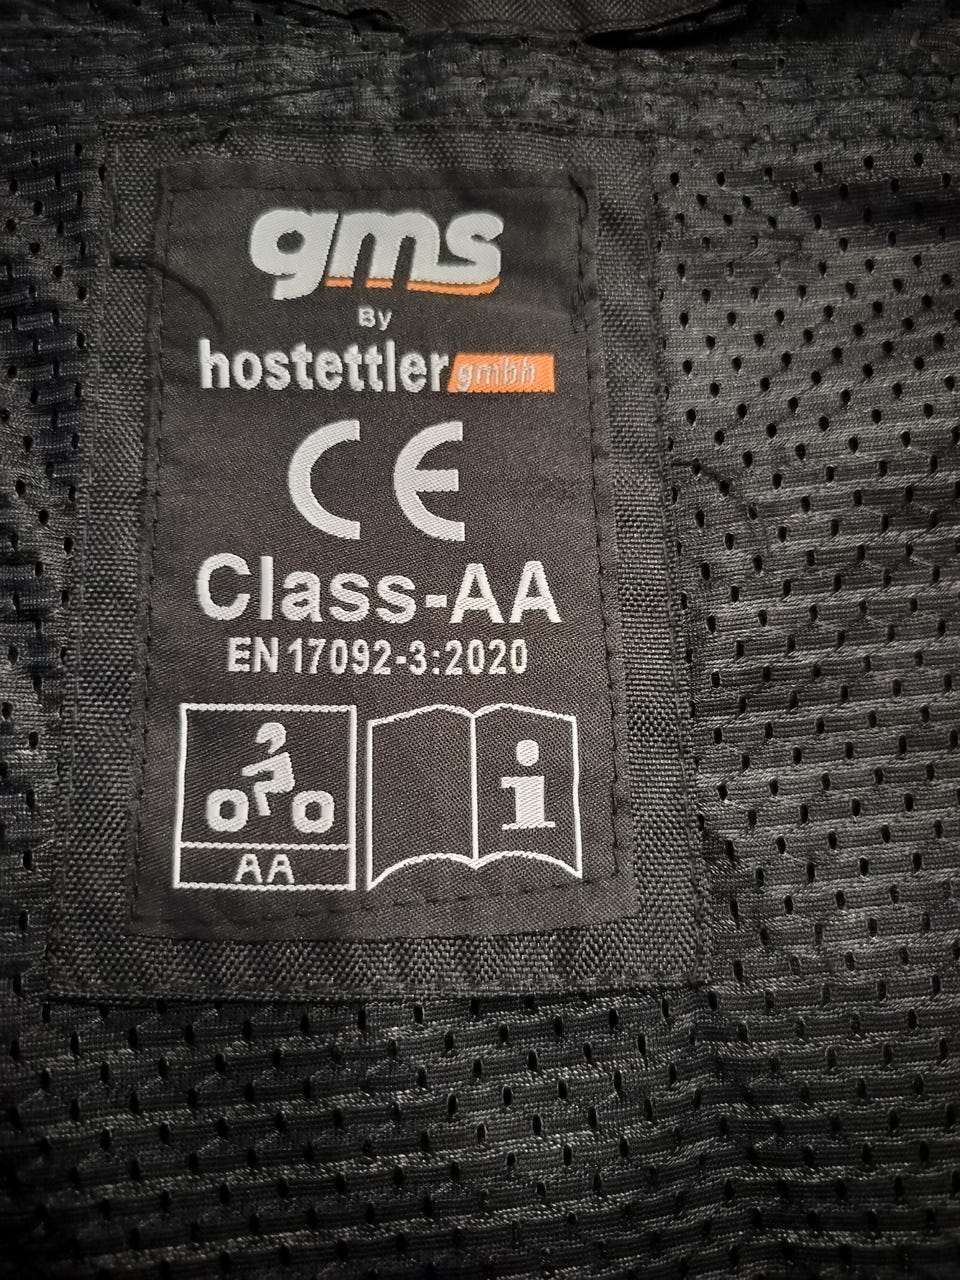 gms
By
hostettler gmbh
CE
Class-AA
EN 17092-3:2020
AA
i